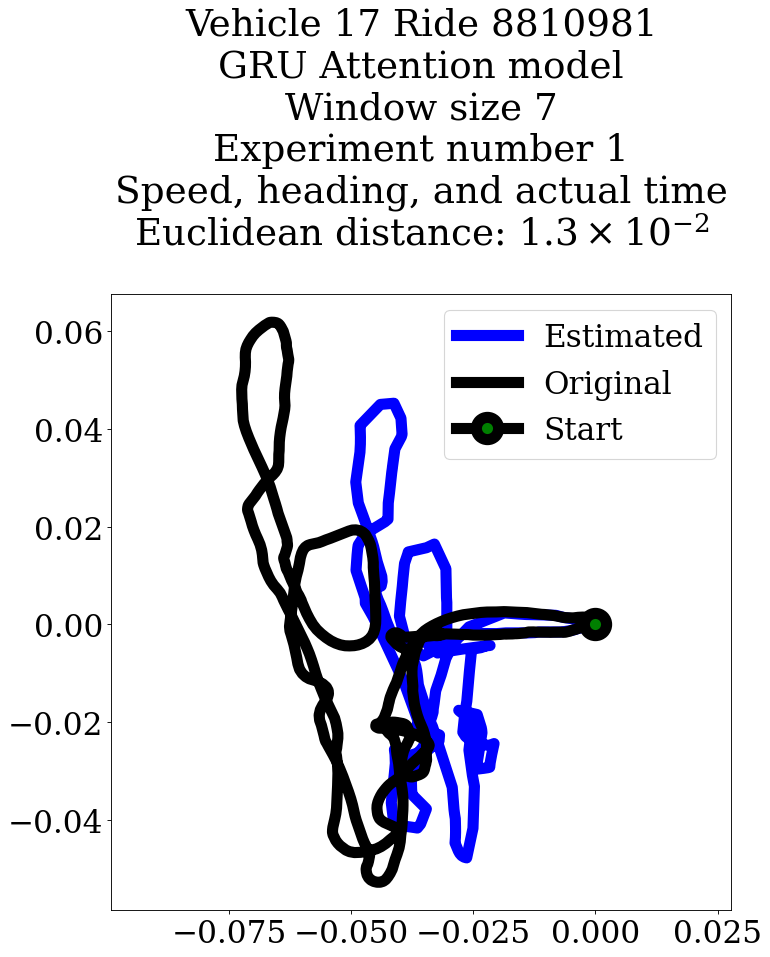 Vehicle 17 Ride 8810981
GRU Attention model
Window size 7
Experiment number 1
Speed, heading, and actual time
Euclidean distance: 1.3 × 10⁻²
Estimated
Original
Start
0.06
0.04
0.02
0.00
−0.02
−0.04
−0.075 −0.050 −0.025 0.000 0.025